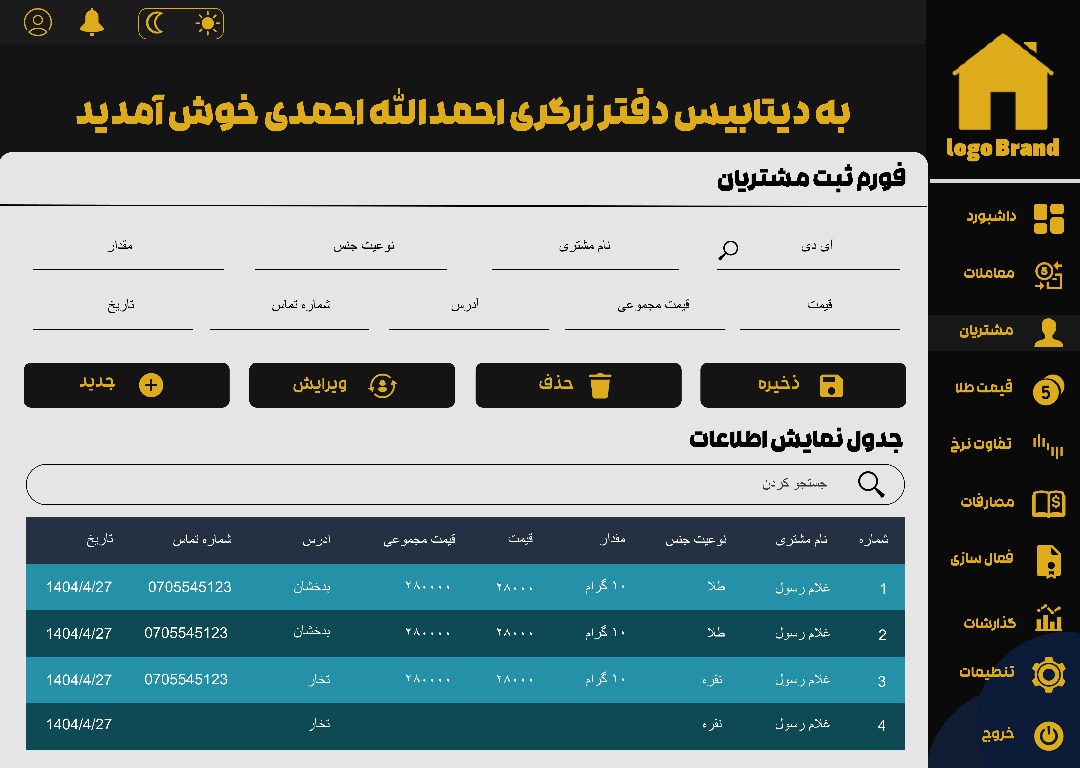 به دیتابیس دفتر زرگری احمدالله احمدی خوش آمدید
logo Brand
داشبورد
معاملات
مشتریان
قیمت طلا
تفاوت نرخ
مصارفات
فعال سازی
گذارشات
تنطیمات
خروج
فورم ثبت مشتریان
ای دی نام مشتری نوعیت جنس مقدار
قیمت قیمت مجموعی آدرس شماره تماس تاریخ
ذخیره حذف ویرایش جدید
جدول نمایش اطلاعات
جستجو کردن
شماره نام مشتری نوعیت جنس مقدار قیمت قیمت مجموعی ادرس شماره تماس تاریخ
1 غلام رسول طلا ۱۰ گرام ۲۸۰۰۰ ۲۸۰۰۰۰ بدخشان 0705545123 1404/4/27
2 غلام رسول طلا ۱۰ گرام ۲۸۰۰۰ ۲۸۰۰۰۰ بدخشان 0705545123 1404/4/27
3 غلام رسول نقره ۱۰ گرام ۲۸۰۰۰ ۲۸۰۰۰۰ تخار 0705545123 1404/4/27
4 غلام رسول نقره تخار 1404/4/27